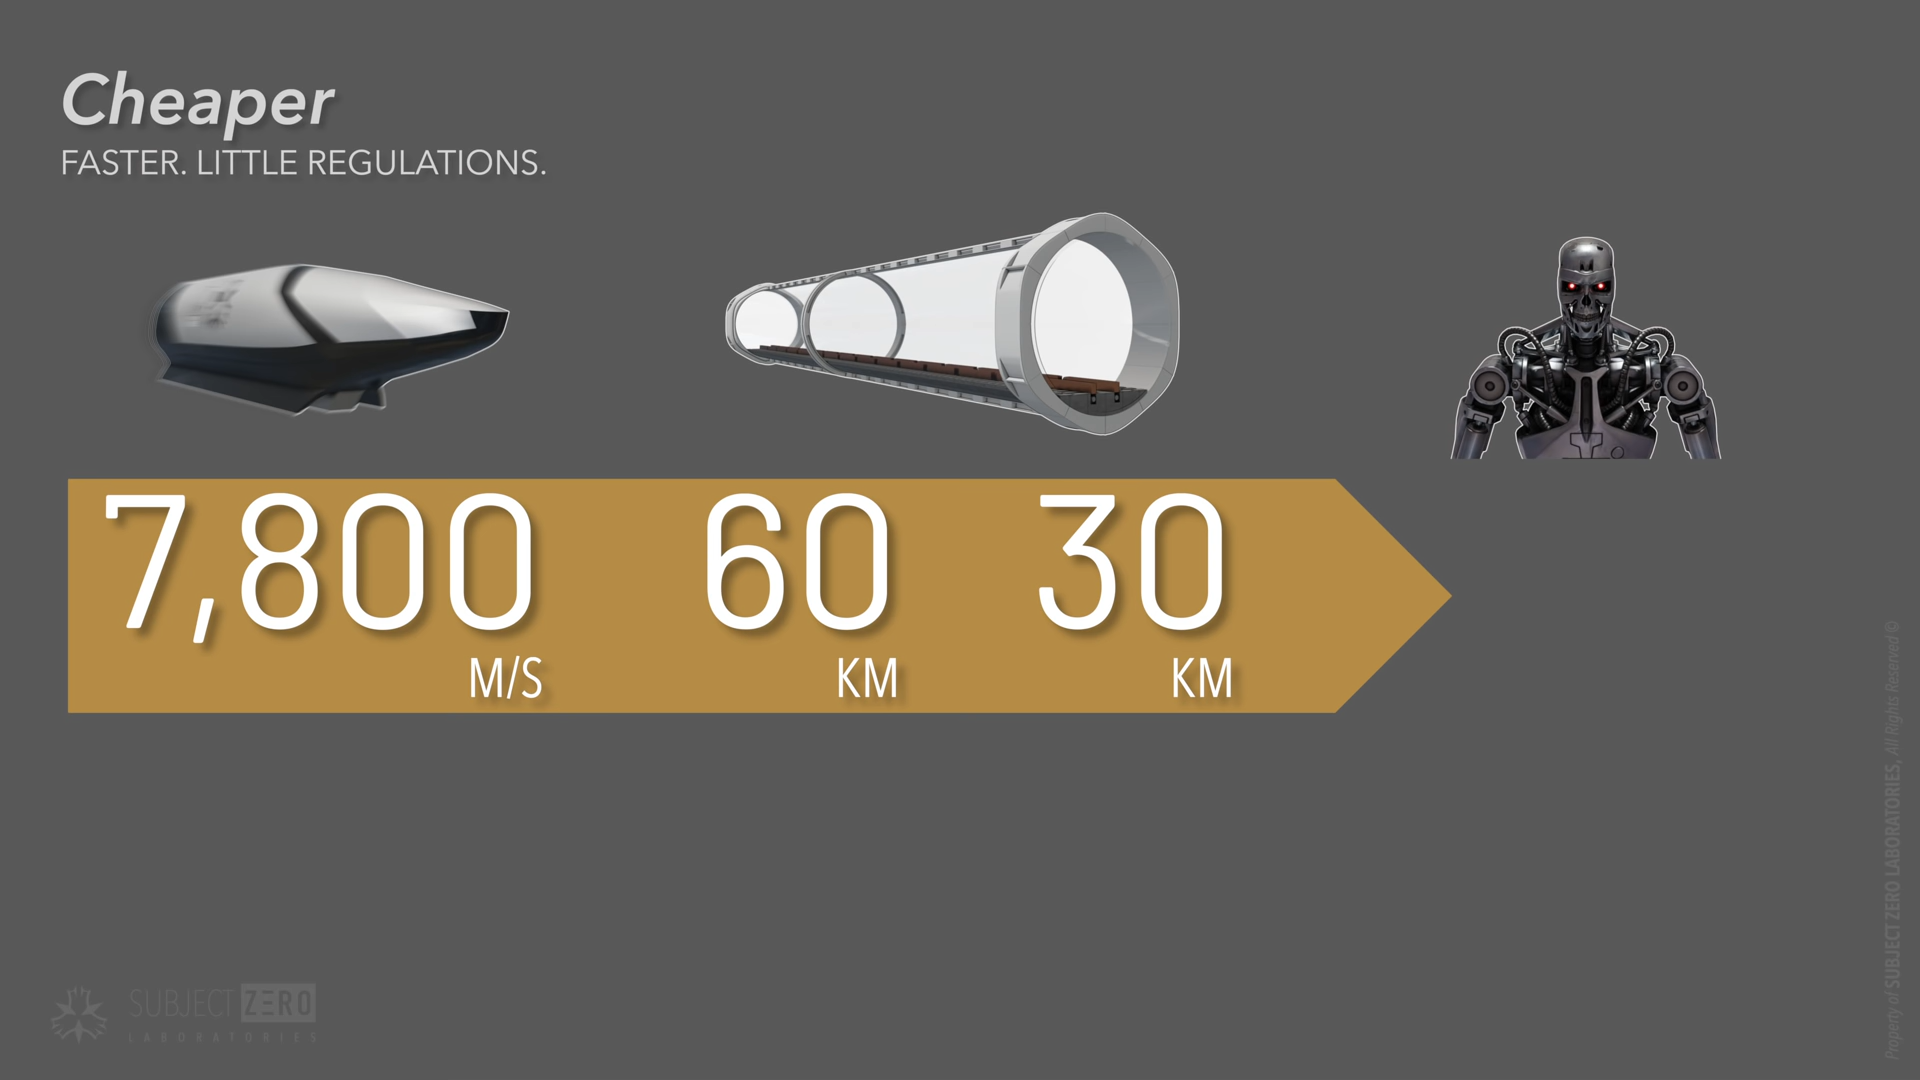 Cheaper
FASTER. LITTLE REGULATIONS.
7,800 60 30
M/S KM KM
SUBJECT ZERO
LABORATORIES
Property of SUBJECT ZERO LABORATORIES, All Rights Reserved ©